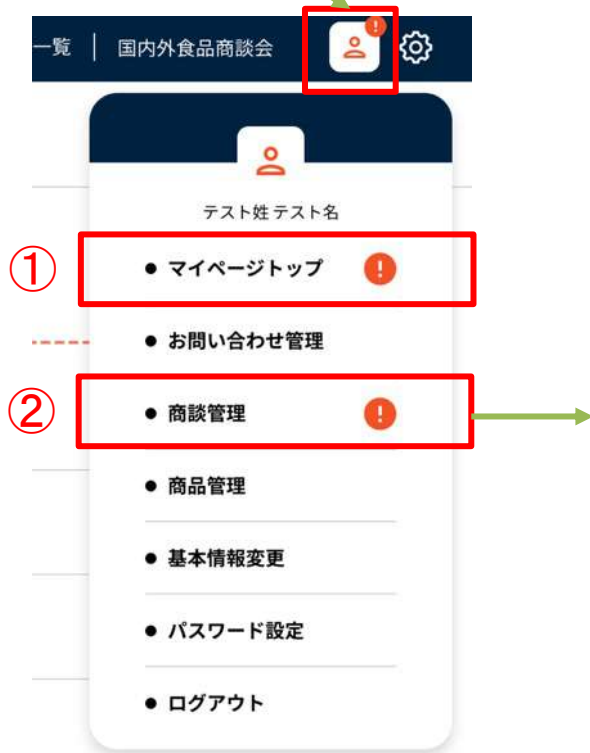 一覧 | 国内外食品商談会
テスト姓 テスト名
① ● マイページトップ !
● お問い合わせ管理
② ● 商談管理 !
● 商品管理
● 基本情報変更
● パスワード設定
● ログアウト